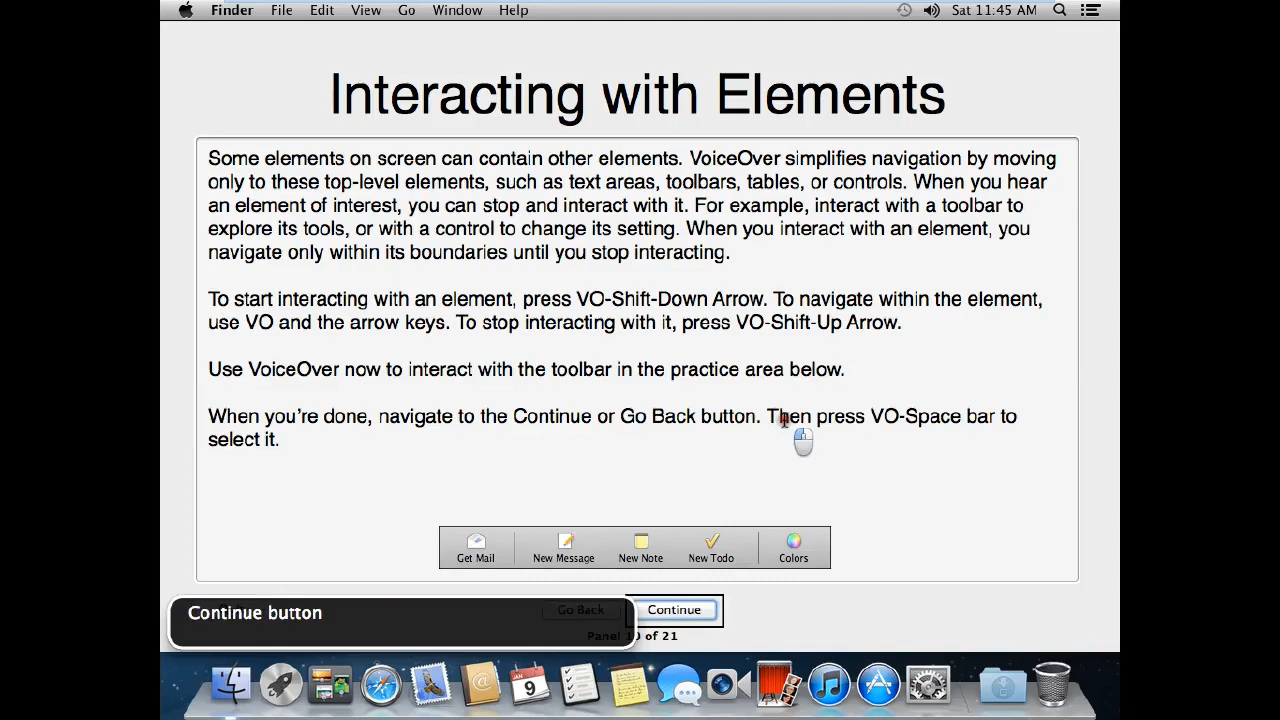 Finder File Edit View Go Window Help Sat 11:45 AM
Interacting with Elements
Some elements on screen can contain other elements. VoiceOver simplifies navigation by moving
only to these top-level elements, such as text areas, toolbars, tables, or controls. When you hear
an element of interest, you can stop and interact with it. For example, interact with a toolbar to
explore its tools, or with a control to change its setting. When you interact with an element, you
navigate only within its boundaries until you stop interacting.
To start interacting with an element, press VO-Shift-Down Arrow. To navigate within the element,
use VO and the arrow keys. To stop interacting with it, press VO-Shift-Up Arrow.
Use VoiceOver now to interact with the toolbar in the practice area below.
When you’re done, navigate to the Continue or Go Back button. Then press VO-Space bar to
select it.
Get Mail New Message New Note New Todo Colors
Continue button
Go Back Continue
Panel 10 of 21
9